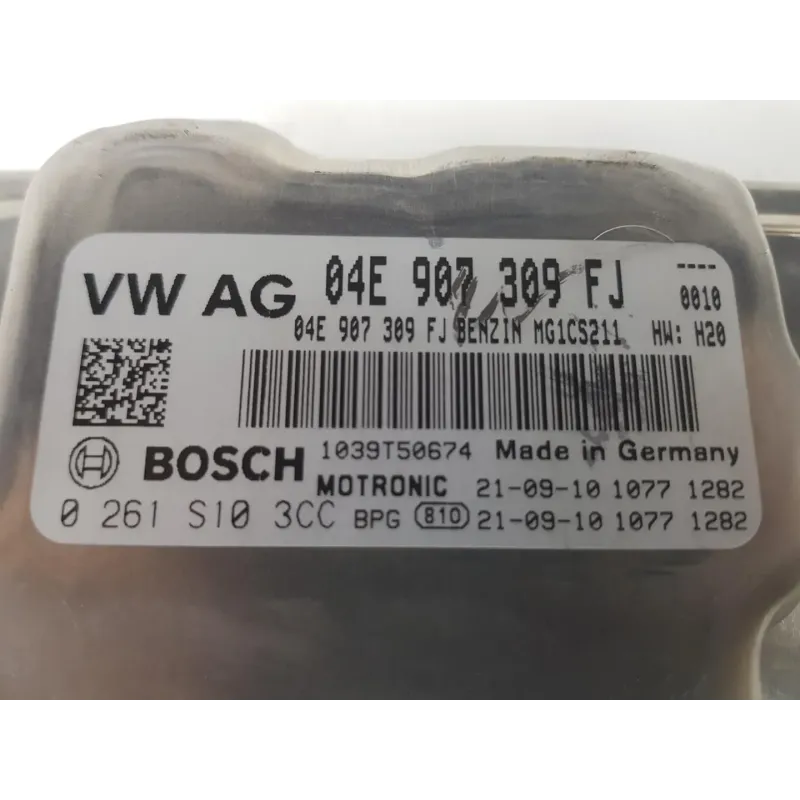 VW AG 04E 907 309 FJ ----
0010
04E 907 309 FJ BENZIN MG1CS211 HW: H20
BOSCH 1039T50674 Made in Germany
MOTRONIC 21-09-10 1077 1282
0 261 S10 3CC BPG 810 21-09-10 1077 1282